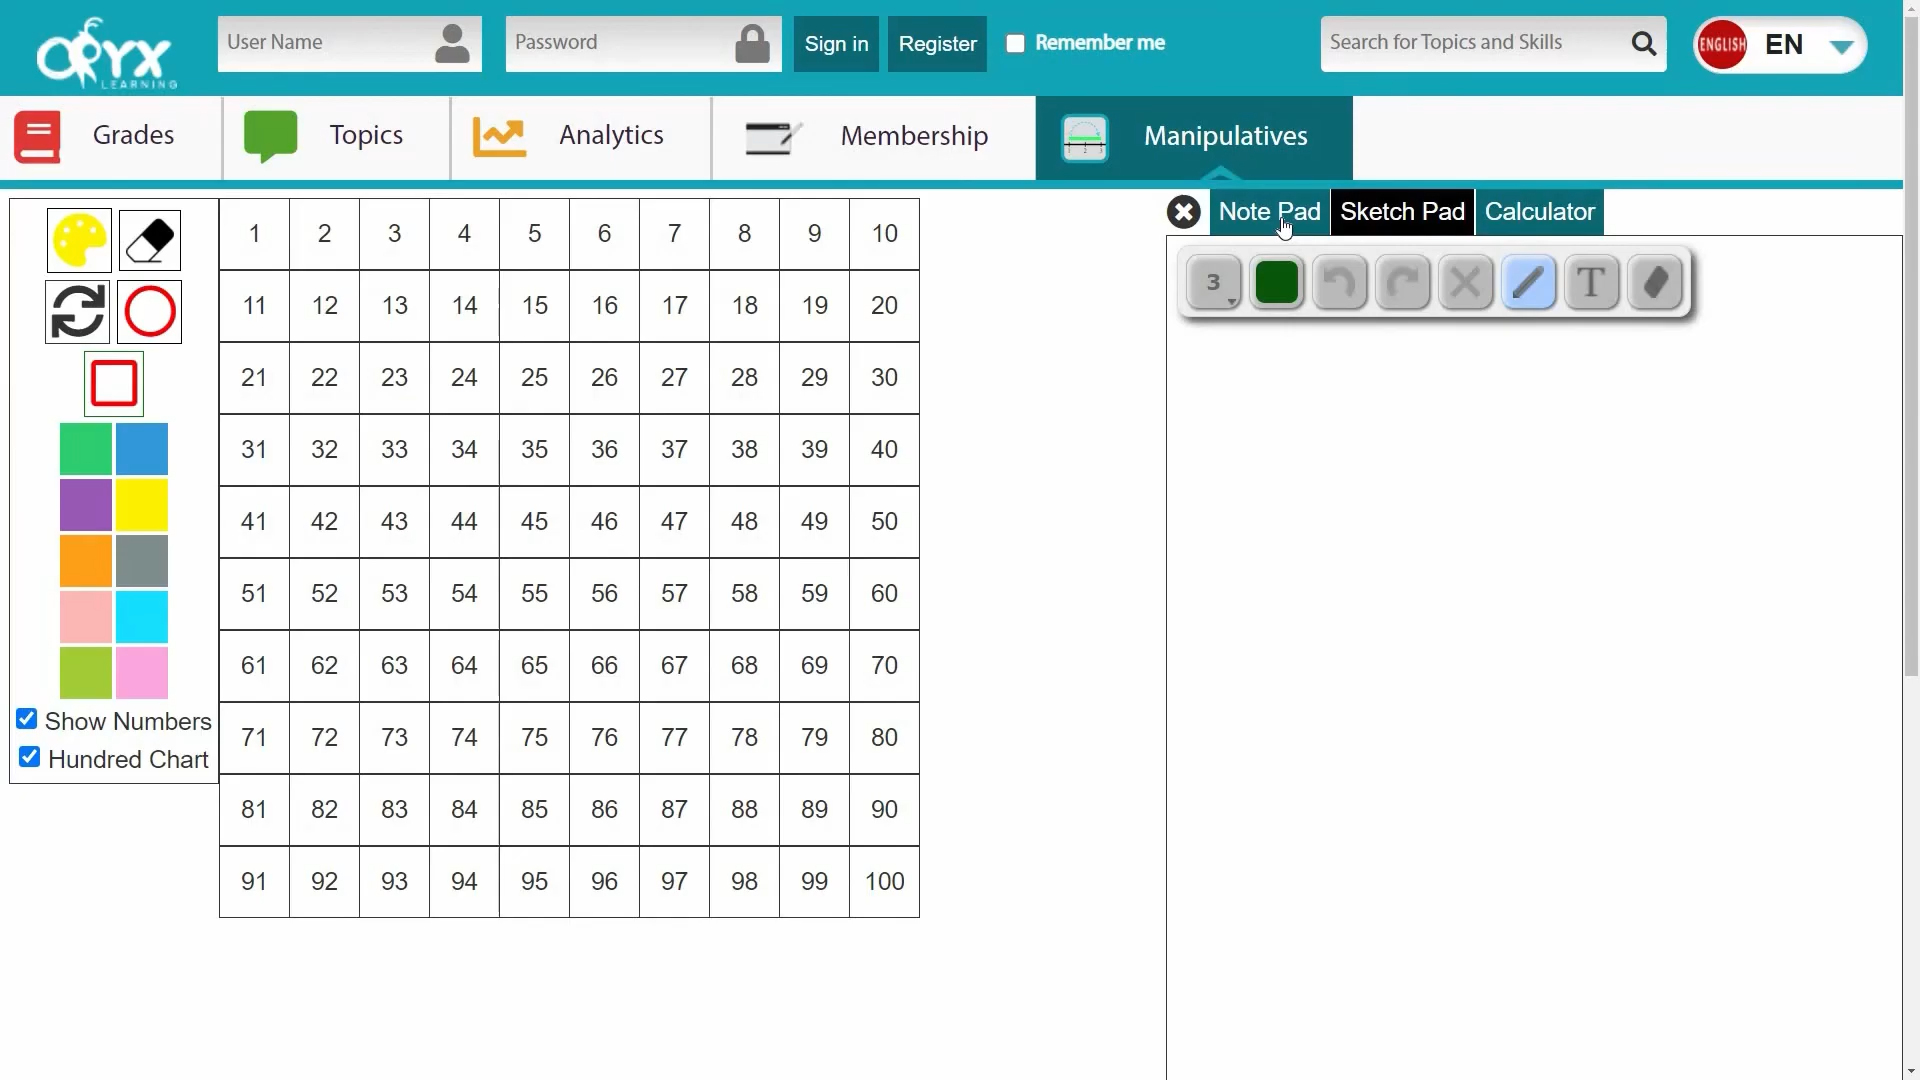 ORYX
LEARNING
User Name
Password
Sign in
Register
Remember me
Search for Topics and Skills
ENGLISH
EN
Grades
Topics
Analytics
Membership
Manipulatives
Note Pad
Sketch Pad
Calculator
3
T
1 2 3 4 5 6 7 8 9 10
11 12 13 14 15 16 17 18 19 20
21 22 23 24 25 26 27 28 29 30
31 32 33 34 35 36 37 38 39 40
41 42 43 44 45 46 47 48 49 50
51 52 53 54 55 56 57 58 59 60
61 62 63 64 65 66 67 68 69 70
71 72 73 74 75 76 77 78 79 80
81 82 83 84 85 86 87 88 89 90
91 92 93 94 95 96 97 98 99 100
Show Numbers
Hundred Chart